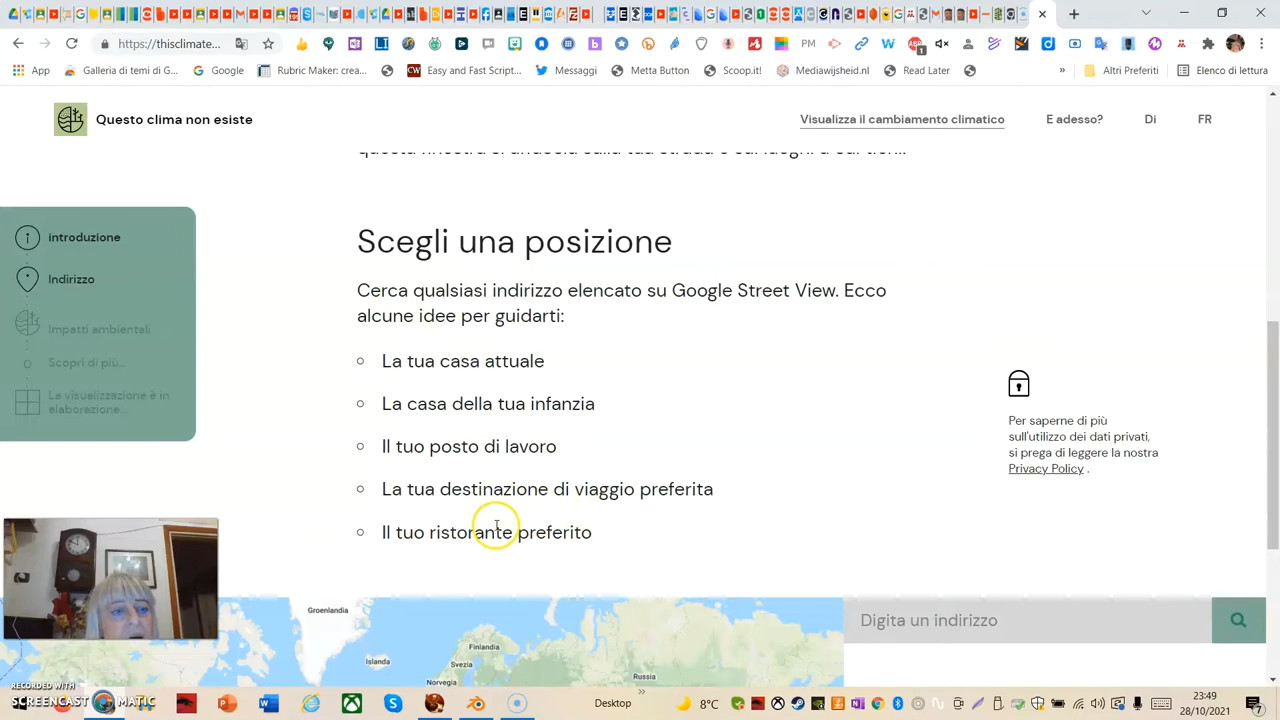 https://thisclimate...
PM
App
Galleria di temi di G...
Google
Rubric Maker: crea...
Easy and Fast Script...
Messaggi
Metta Button
Scoop.it!
Mediawijsheid.nl
Read Later
»
Altri Preferiti
Elenco di lettura
Questo clima non esiste
Visualizza il cambiamento climatico
E adesso?
Di
FR
introduzione
Indirizzo
Impatti ambientali
Scopri di più...
La visualizzazione è in
elaborazione...
Scegli una posizione
Cerca qualsiasi indirizzo elencato su Google Street View. Ecco
alcune idee per guidarti:
La tua casa attuale
La casa della tua infanzia
Il tuo posto di lavoro
La tua destinazione di viaggio preferita
Il tuo ristorante preferito
Per saperne di più
sull'utilizzo dei dati privati,
si prega di leggere la nostra
Privacy Policy .
Digita un indirizzo
Groenlandia
Islanda
Finlandia
Svezia
Norvegia
Russia
RECORDED WITH
SCREENCAST MATIC
Desktop
»
8°C
23:49
28/10/2021